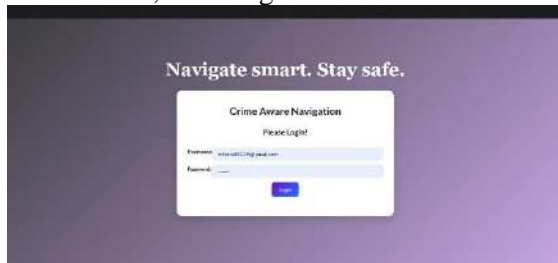 Navigate smart. Stay safe.
Crime Aware Navigation
Please Login!
Username:
Password:
Login